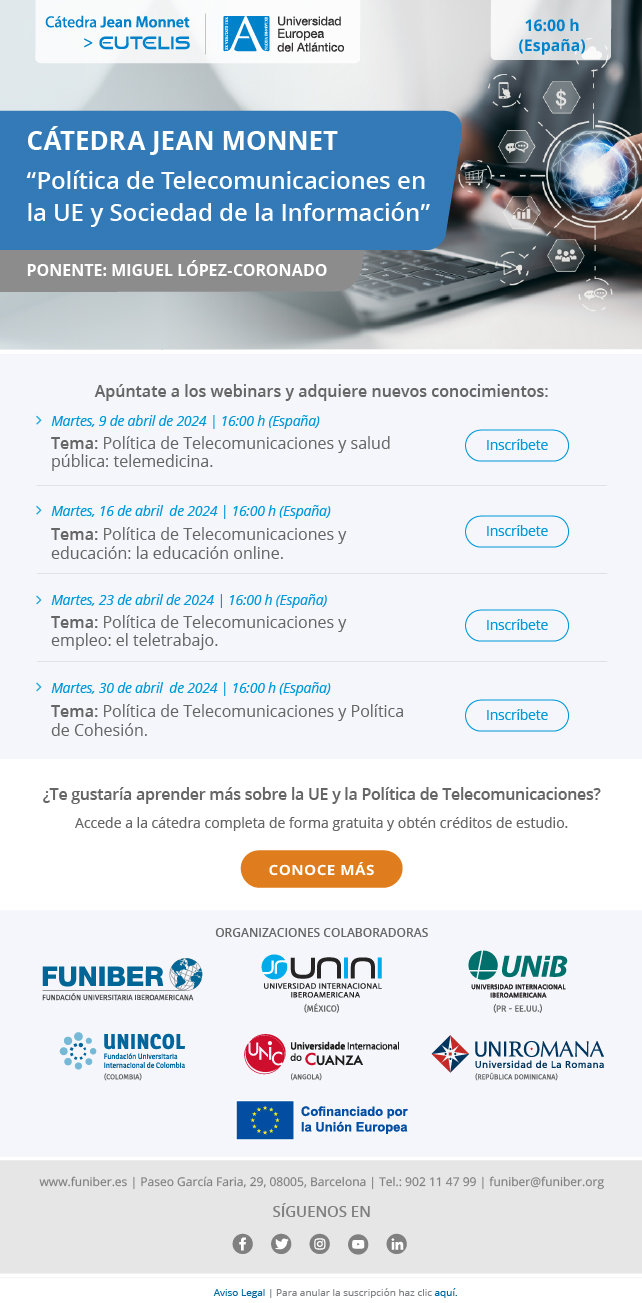 Cátedra Jean Monnet
> EUTELIS
Universidad
Europea
del Atlántico
16:00 h
(España)
CÁTEDRA JEAN MONNET
“Política de Telecomunicaciones en
la UE y Sociedad de la Información”
PONENTE: MIGUEL LÓPEZ-CORONADO
Apúntate a los webinars y adquiere nuevos conocimientos:
Martes, 9 de abril de 2024 | 16:00 h (España)
Tema: Política de Telecomunicaciones y salud
pública: telemedicina.
Inscríbete
Martes, 16 de abril de 2024 | 16:00 h (España)
Tema: Política de Telecomunicaciones y
educación: la educación online.
Inscríbete
Martes, 23 de abril de 2024 | 16:00 h (España)
Tema: Política de Telecomunicaciones y
empleo: el teletrabajo.
Inscríbete
Martes, 30 de abril de 2024 | 16:00 h (España)
Tema: Política de Telecomunicaciones y Política
de Cohesión.
Inscríbete
¿Te gustaría aprender más sobre la UE y la Política de Telecomunicaciones?
Accede a la cátedra completa de forma gratuita y obtén créditos de estudio.
CONOCE MÁS
ORGANIZACIONES COLABORADORAS
FUNIBER
FUNDACIÓN UNIVERSITARIA IBEROAMERICANA
UNINI
UNIVERSIDAD INTERNACIONAL
IBEROAMERICANA
(MÉXICO)
UNiB
UNIVERSIDAD INTERNACIONAL
IBEROAMERICANA
(PR - EE.UU.)
UNINCOL
Fundación Universitaria
Internacional de Colombia
(COLOMBIA)
UNIC
Universidade Internacional
do CUANZA
(ANGOLA)
UNIROMANA
Universidad de La Romana
(REPÚBLICA DOMINICANA)
Cofinanciado por
la Unión Europea
www.funiber.es | Paseo García Faria, 29, 08005, Barcelona | Tel.: 902 11 47 99 | funiber@funiber.org
SÍGUENOS EN
Aviso Legal | Para anular la suscripción haz clic aquí.